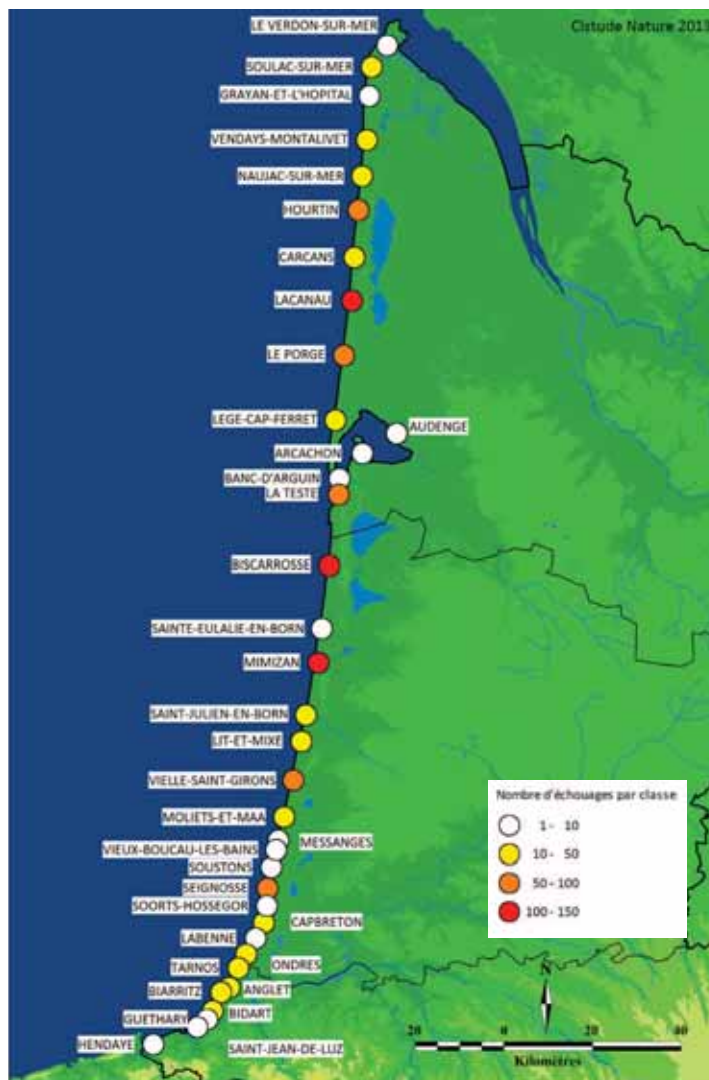 LE VERDON-SUR-MER
Cistude Nature 2013
SOULAC-SUR-MER
GRAYAN-ET-L'HOPITAL
VENDAYS-MONTALIVET
NAUJAC-SUR-MER
HOURTIN
CARCANS
LACANAU
LE PORGE
LEGE-CAP-FERRET
AUDENGE
ARCACHON
BANC-D'ARGUIN
LA TESTE
BISCARROSSE
SAINTE-EULALIE-EN-BORN
MIMIZAN
SAINT-JULIEN-EN-BORN
LIT-ET-MIXE
VIELLE-SAINT-GIRONS
MOLIETS-ET-MAA
MESSANGES
VIEUX-BOUCAU-LES-BAINS
SOUSTONS
SEIGNOSSE
SOORTS-HOSSEGOR
CAPBRETON
LABENNE
ONDRES
TARNOS
ANGLET
BIARRITZ
BIDART
GUETHARY
HENDAYE
SAINT-JEAN-DE-LUZ
Nombre d'échouages par classe
1 - 10
10 - 50
50 - 100
100 - 150
N
20 0 20 40
Kilomètres